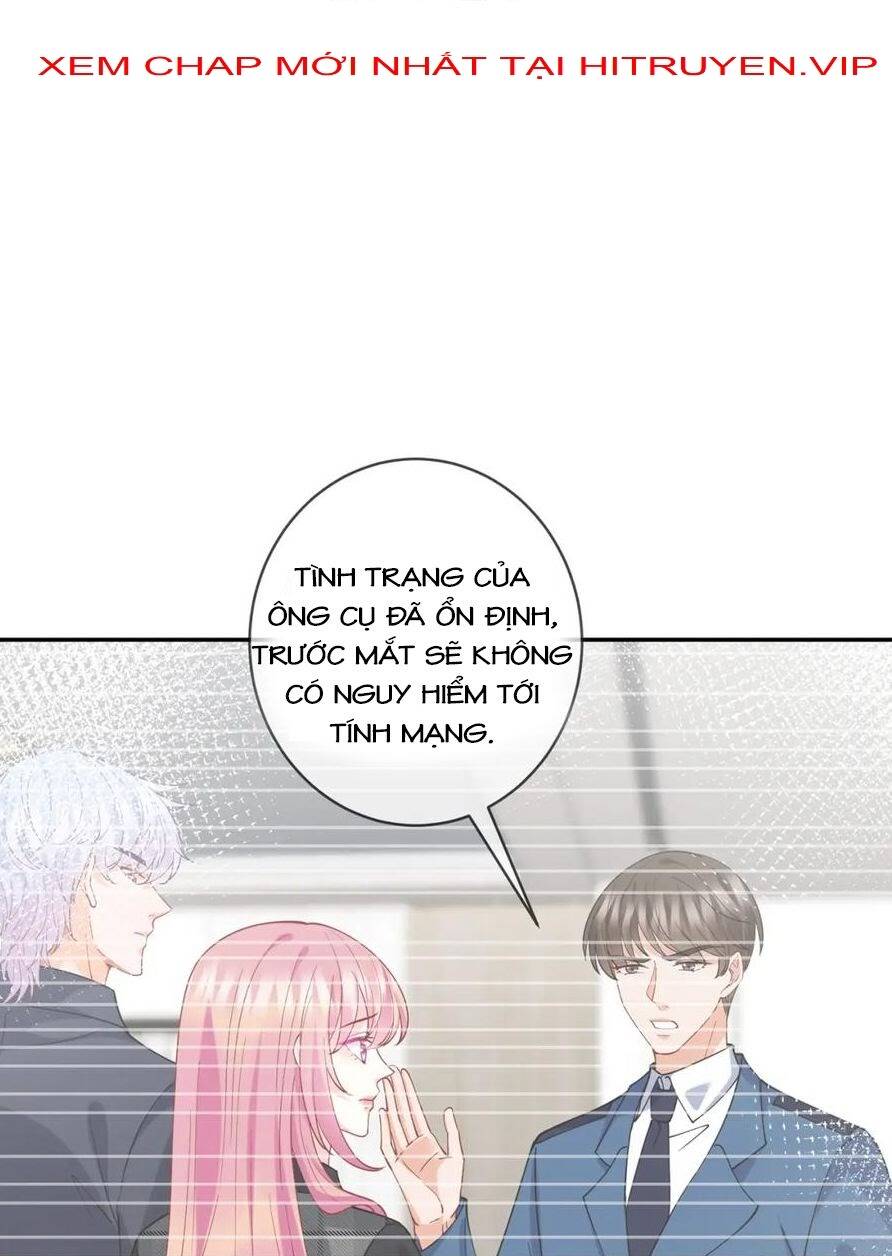 XEM CHAP MỚI NHẤT TẠI HITRUYEN.VIP
TÌNH TRẠNG CỦA
ÔNG CỤ ĐÃ ỔN ĐỊNH,
TRƯỚC MẮT SẼ KHÔNG
CÓ NGUY HIỂM TỚI
TÍNH MẠNG.